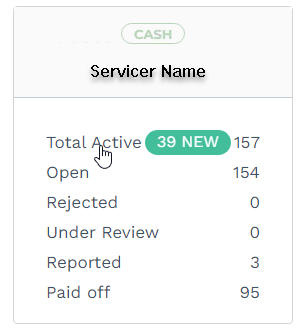 CASH
Servicer Name
Total Active 39 NEW 157
Open 154
Rejected 0
Under Review 0
Reported 3
Paid off 95